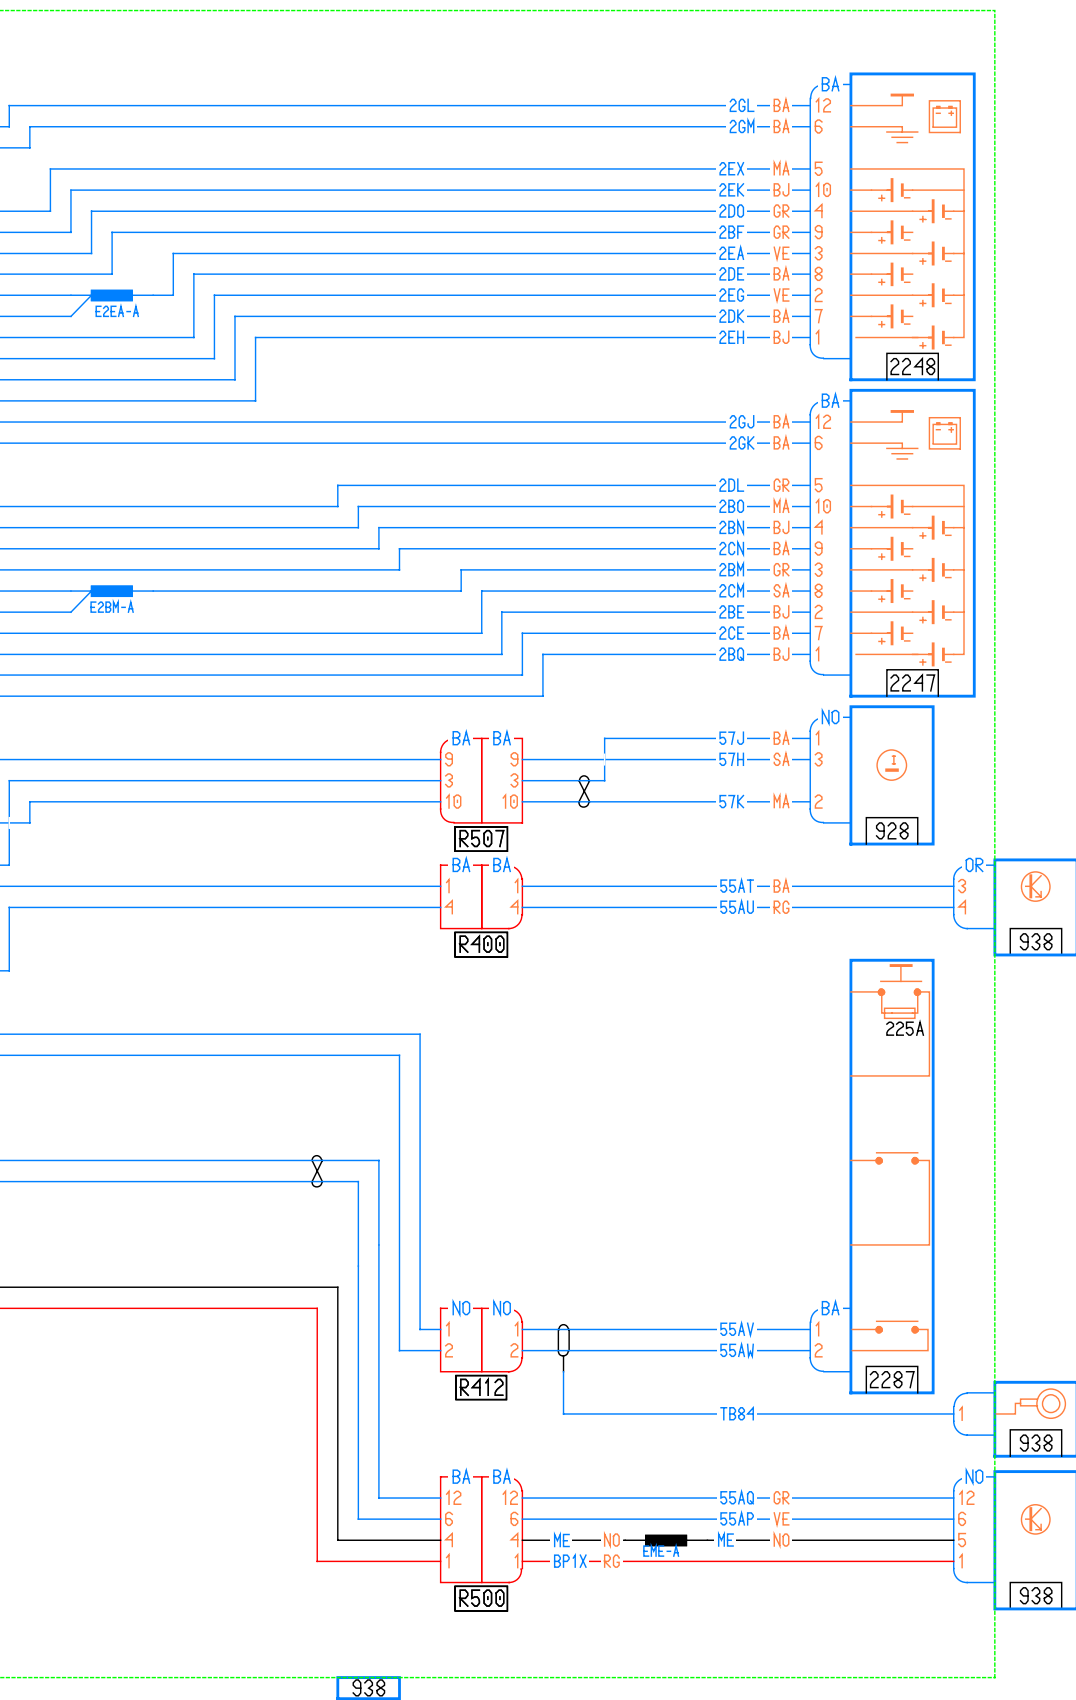 BA
2GL BA 12
2GM BA 6
2EX MA 5
2EK BJ 10
2DO GR 4
2BF GR 9
2EA VE 3
2DE BA 8
2EG VE 2
E2EA-A
2DK BA 7
2EH BJ 1
2248
BA
2GJ BA 12
2GK BA 6
2DL GR 5
2BO MA 10
2BN BJ 4
2CN BA 9
2BM GR 3
2CM SA 8
E2BM-A
2BE BJ 2
2CE BA 7
2BQ BJ 1
2247
NO
BA BA 57J BA 1
9 9 57H SA 3
3 3
10 10 57K MA 2
928
R507
BA BA OR
1 1 55AT BA 3
4 4 55AU RG 4
R400 938
225A
NO NO BA
1 1 55AV 1
2 2 55AW 2
R412 2287
TB84 1
938
BA BA NO
12 12 55AQ GR 12
6 6 55AP VE 6
4 4 ME NO ME NO 5
EME-A
1 1 BP1X RG 1
R500 938
938